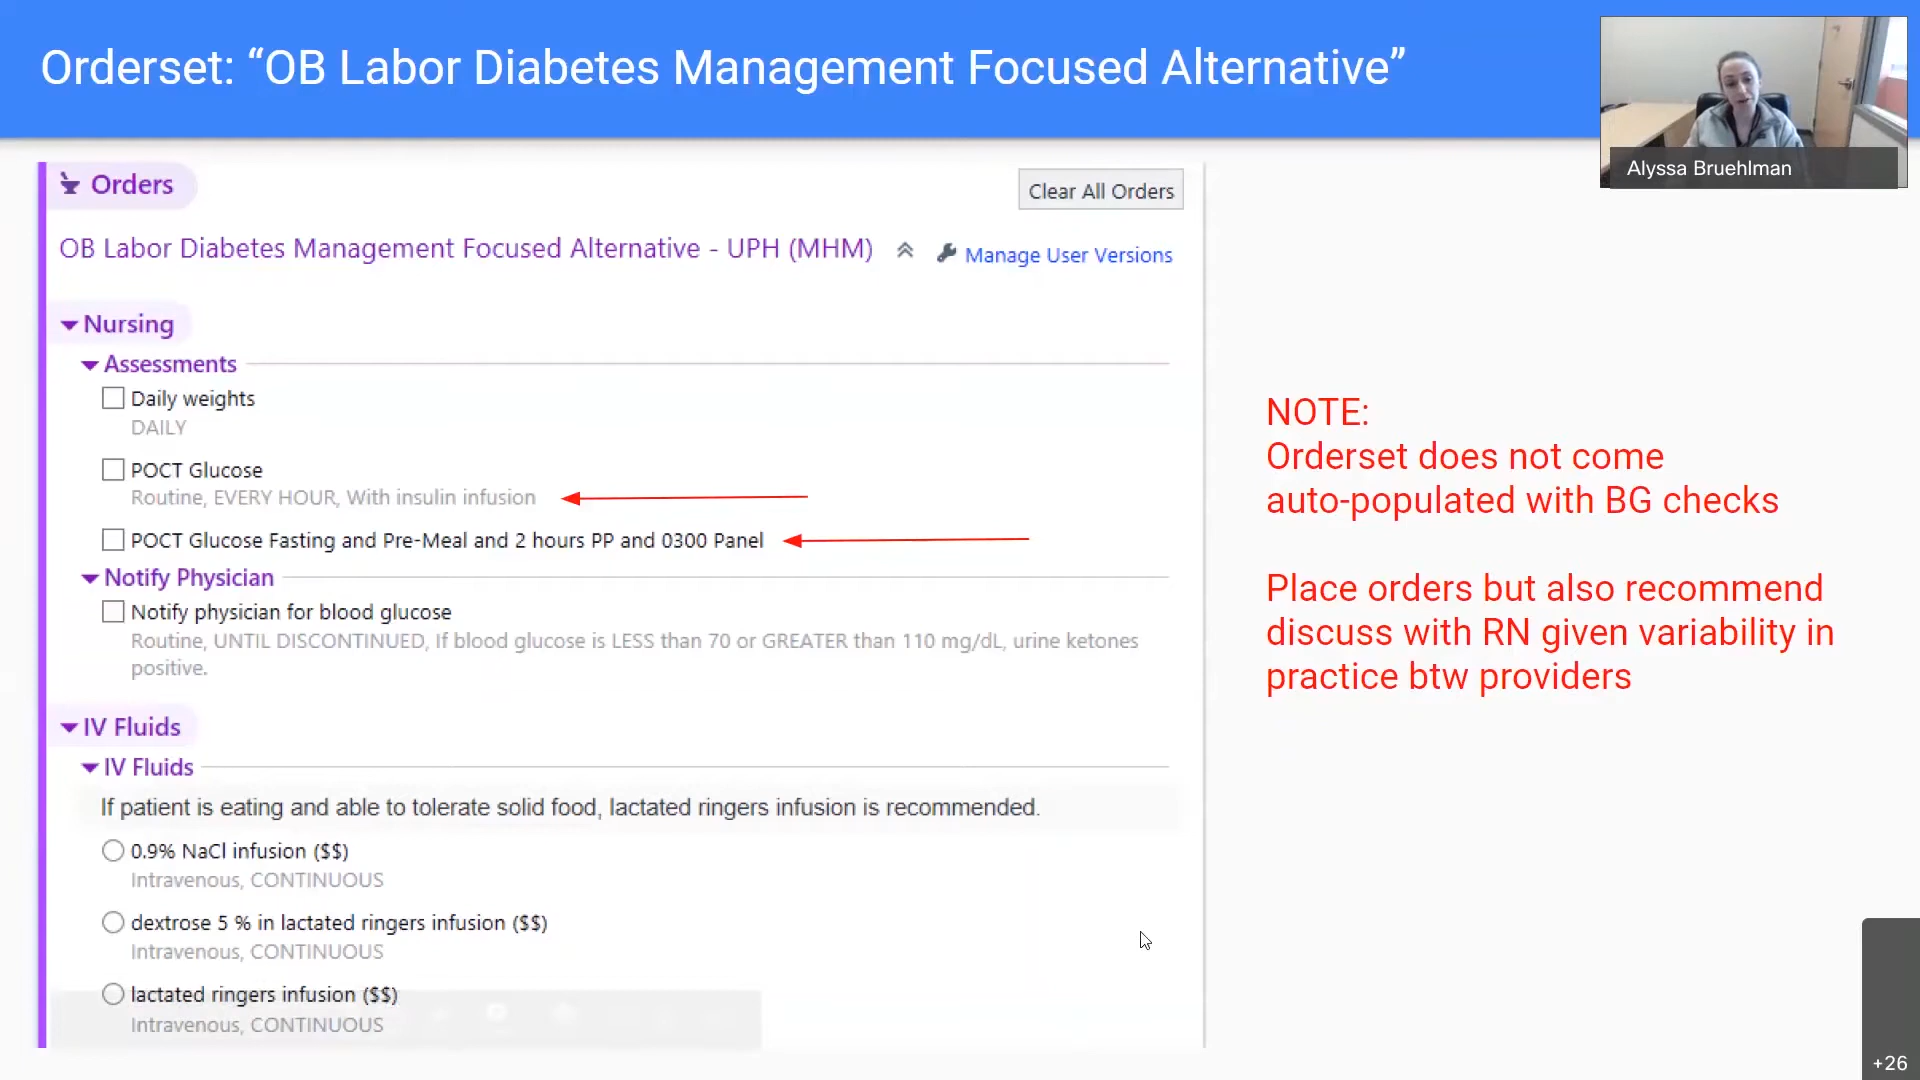 Orderset: “OB Labor Diabetes Management Focused Alternative”
Alyssa Bruehlman
Orders
Clear All Orders
OB Labor Diabetes Management Focused Alternative - UPH (MHM)
Manage User Versions
Nursing
Assessments
Daily weights
DAILY
POCT Glucose
Routine, EVERY HOUR, With insulin infusion
POCT Glucose Fasting and Pre-Meal and 2 hours PP and 0300 Panel
Notify Physician
Notify physician for blood glucose
Routine, UNTIL DISCONTINUED, If blood glucose is LESS than 70 or GREATER than 110 mg/dL, urine ketones
positive.
IV Fluids
IV Fluids
If patient is eating and able to tolerate solid food, lactated ringers infusion is recommended.
0.9% NaCl infusion ($$)
Intravenous, CONTINUOUS
dextrose 5 % in lactated ringers infusion ($$)
Intravenous, CONTINUOUS
lactated ringers infusion ($$)
Intravenous, CONTINUOUS
NOTE:
Orderset does not come
auto-populated with BG checks
Place orders but also recommend
discuss with RN given variability in
practice btw providers
+26